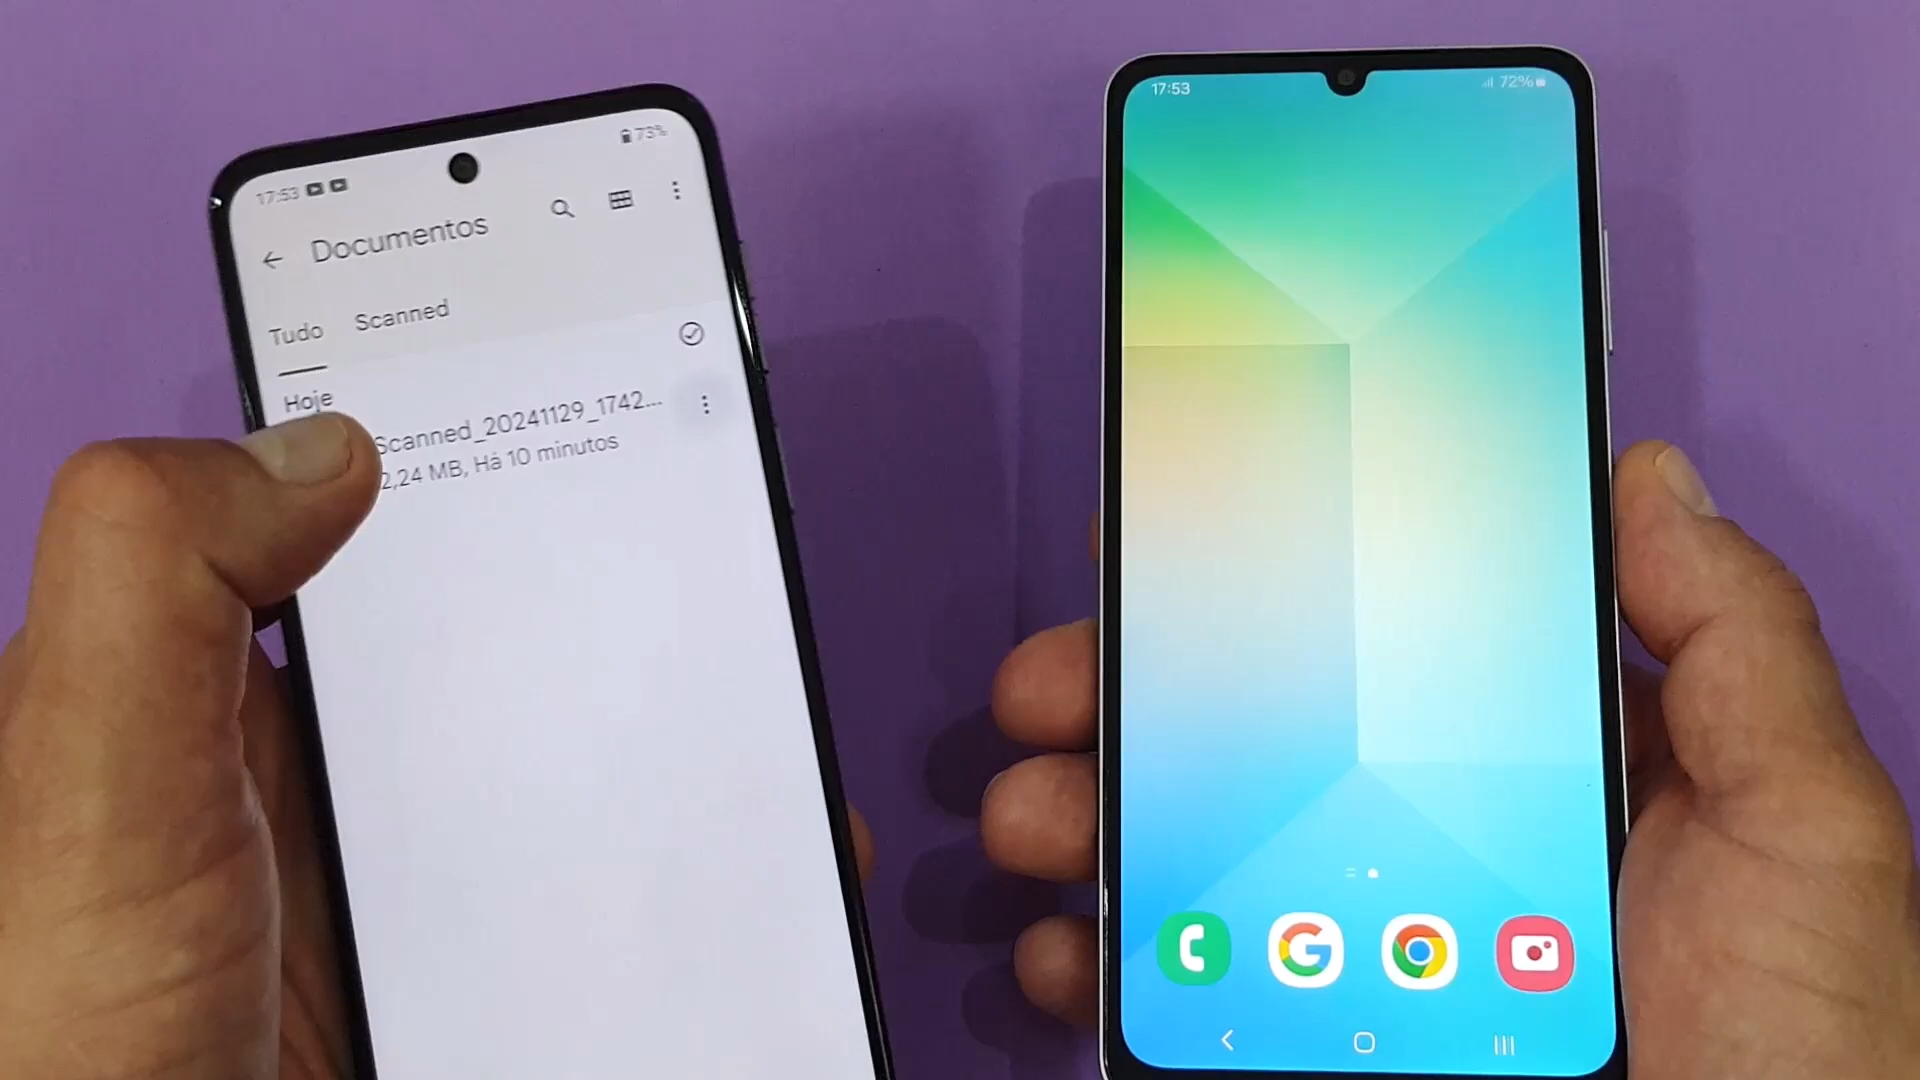 17:53
73%
Documentos
Tudo
Scanned
Hoje
Scanned_20241129_1742...
2,24 MB, Há 10 minutos
17:53
72%